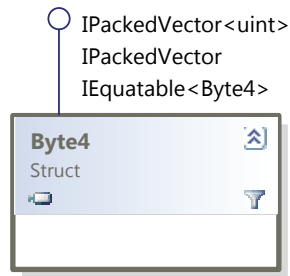 IPackedVector<uint>
IPackedVector
IEquatable<Byte4>
Byte4
Struct